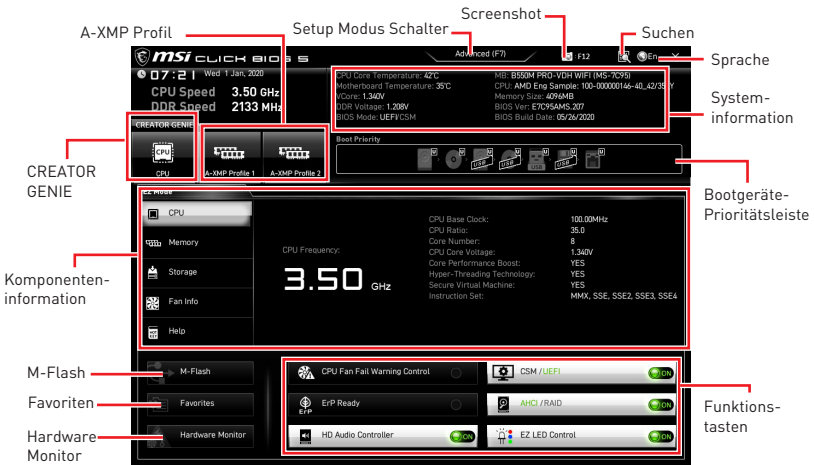 Screenshot
A-XMP Profil
Setup Modus Schalter
Suchen
Sprache
System-
information
CREATOR
GENIE
Bootgeräte-
Prioritätsleiste
Komponenten-
information
M-Flash
Favoriten
Hardware
Monitor
Funktions-
tasten
msi CLICK BIOS 5
Advanced (F7)
: F12
En
07:21 Wed 1 Jan, 2020
CPU Speed 3.50 GHz
DDR Speed 2133 MHz
CPU Core Temperature: 42°C
Motherboard Temperature: 35°C
VCore: 1.340V
DDR Voltage: 1.208V
BIOS Mode: UEFI/CSM
MB: B550M PRO-VDH WIFI (MS-7C95)
CPU: AMD Eng Sample: 100-000000146-40_42/35_Y
Memory Size: 4096MB
BIOS Ver: E7C95AMS.207
BIOS Build Date: 05/26/2020
CREATOR GENIE
CPU
CPU
A-XMP Profile 1
A-XMP Profile 2
Boot Priority
U U U U U U U
USB USB USB USB
EZ Mode
CPU
Memory
Storage
Fan Info
Help
CPU Frequency:
3.50 GHz
CPU Base Clock: 100.00MHz
CPU Ratio: 35.0
Core Number: 8
CPU Core Voltage: 1.340V
Core Performance Boost: YES
Hyper-Threading Technology: YES
Secure Virtual Machine: YES
Instruction Set: MMX, SSE, SSE2, SSE3, SSE4
M-Flash
Favorites
Hardware Monitor
CPU Fan Fail Warning Control
ErP
ErP Ready
HD Audio Controller ON
CSM /UEFI ON
AHCI /RAID ON
EZ LED Control ON